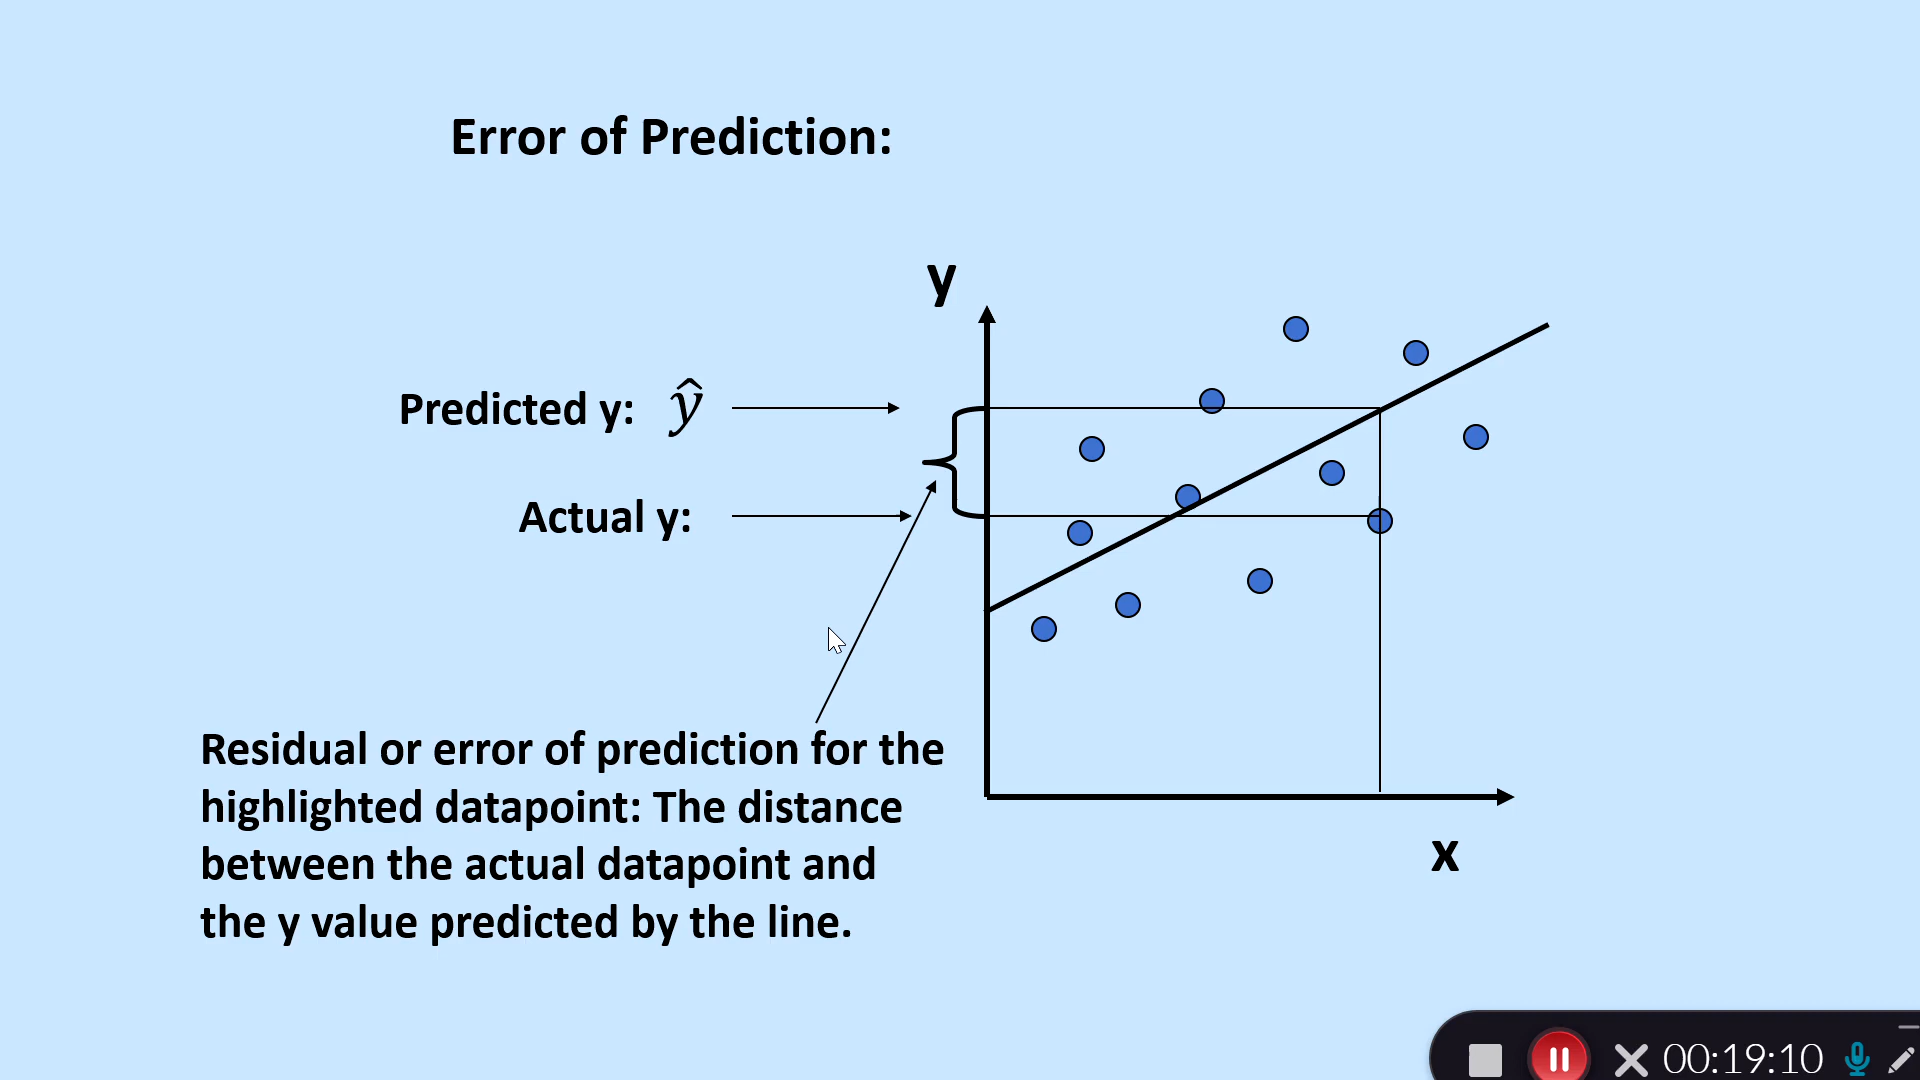 Error of Prediction:
y
Predicted y: ŷ
Actual y:
Residual or error of prediction for the
highlighted datapoint: The distance
between the actual datapoint and
the y value predicted by the line.
x
00:19:10